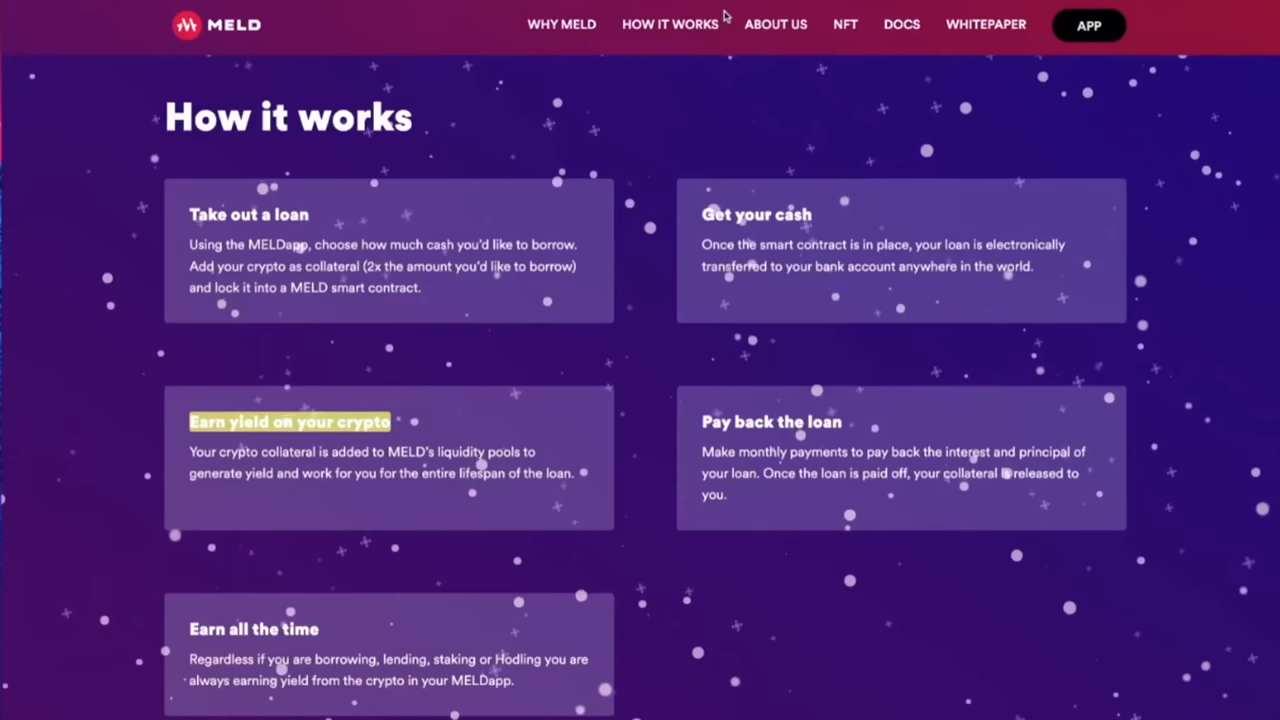 MELD
WHY MELD HOW IT WORKS ABOUT US NFT DOCS WHITEPAPER APP
How it works
Take out a loan
Using the MELDapp, choose how much cash you'd like to borrow.
Add your crypto as collateral (2x the amount you'd like to borrow)
and lock it into a MELD smart contract.
Get your cash
Once the smart contract is in place, your loan is electronically
transferred to your bank account anywhere in the world.
Earn yield on your crypto
Your crypto collateral is added to MELD's liquidity pools to
generate yield and work for you for the entire lifespan of the loan.
Pay back the loan
Make monthly payments to pay back the interest and principal of
your loan. Once the loan is paid off, your collateral is released to
you.
Earn all the time
Regardless if you are borrowing, lending, staking or Hodling you are
always earning yield from the crypto in your MELDapp.